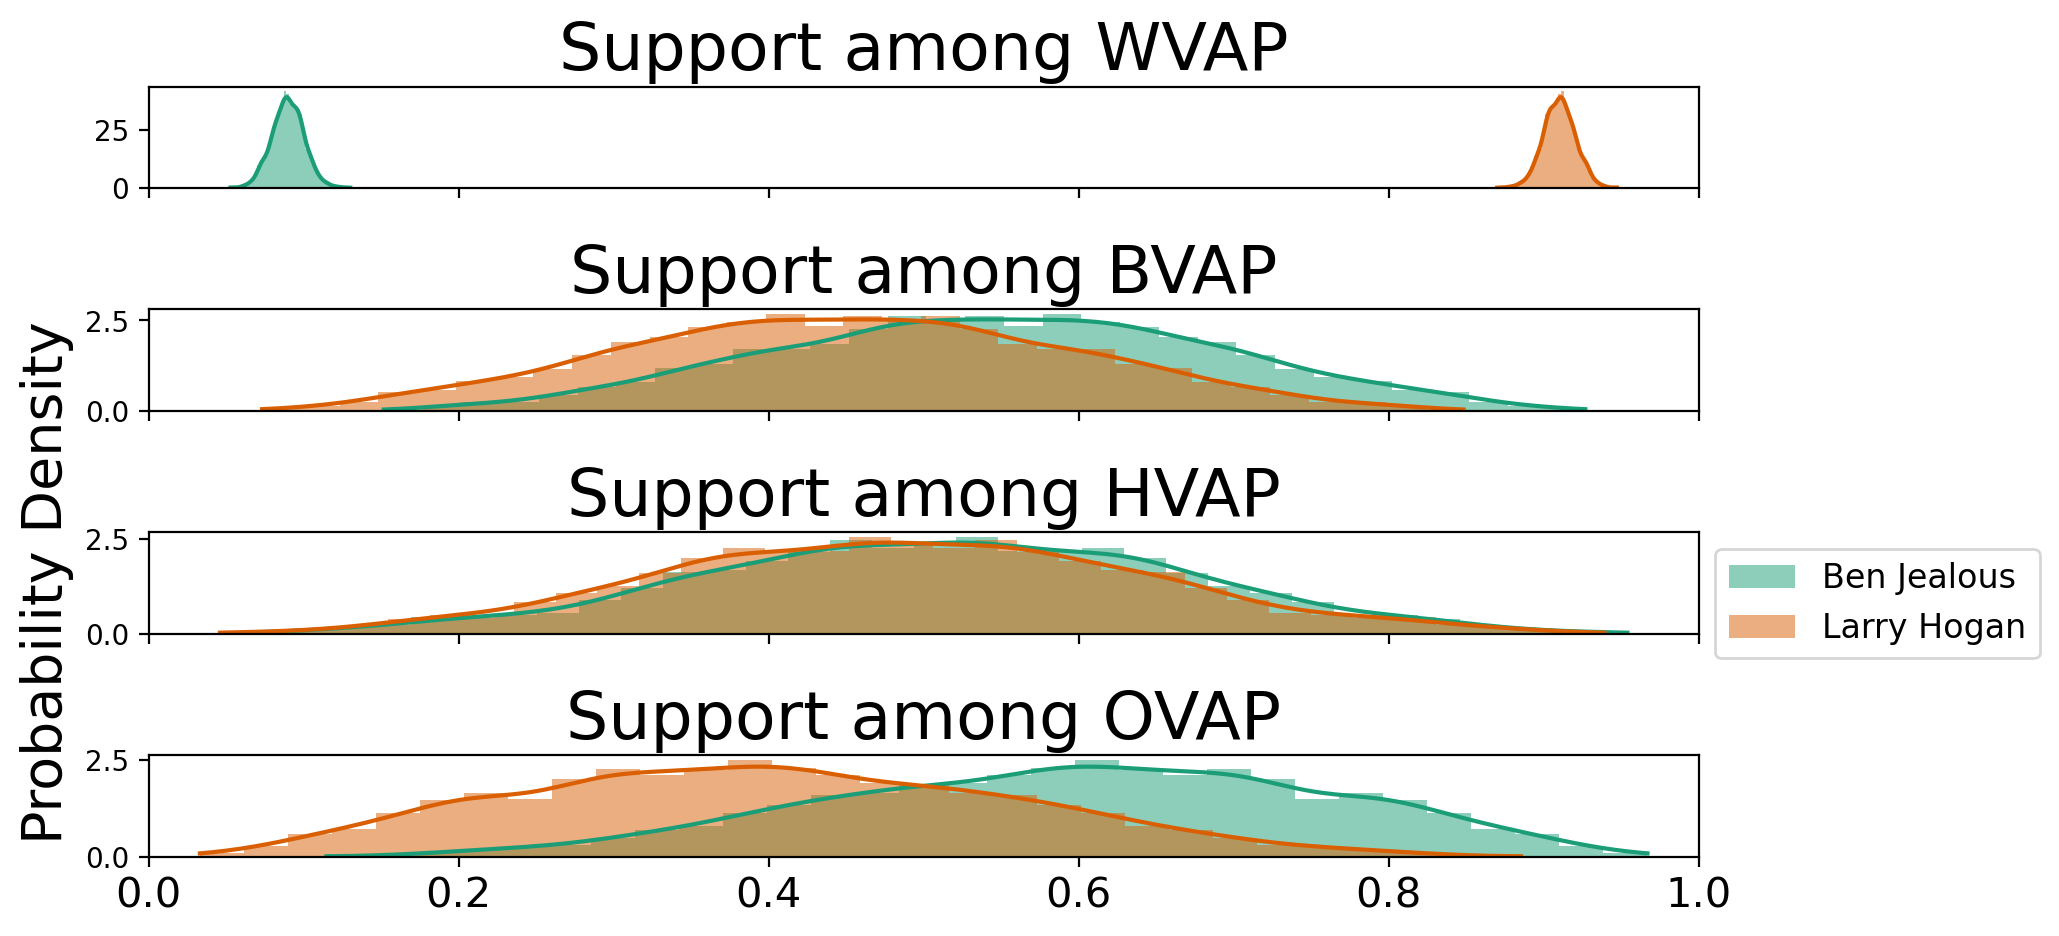 Support among WVAP
25
0
Support among BVAP
2.5
0.0
Support among HVAP
2.5
0.0
Support among OVAP
2.5
0.0
0.0 0.2 0.4 0.6 0.8 1.0
Probability Density
Ben Jealous
Larry Hogan